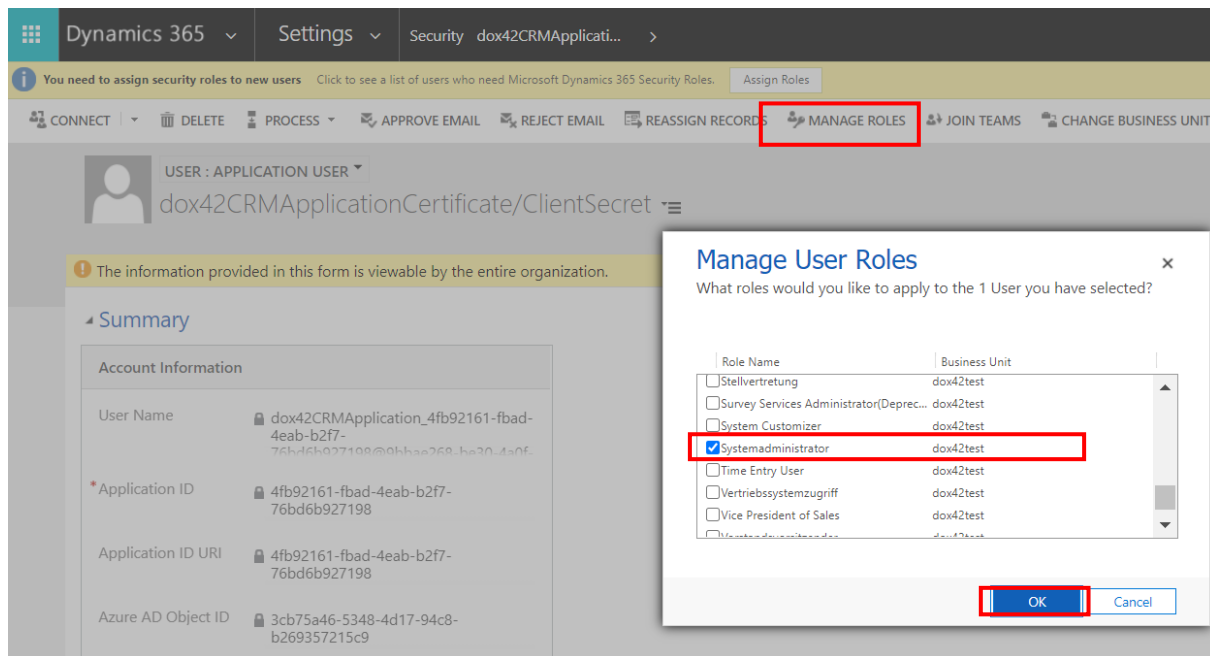 Dynamics 365 Settings Security dox42CRMApplicati...
You need to assign security roles to new users Click to see a list of users who need Microsoft Dynamics 365 Security Roles. Assign Roles
CONNECT DELETE PROCESS APPROVE EMAIL REJECT EMAIL REASSIGN RECORDS MANAGE ROLES JOIN TEAMS CHANGE BUSINESS UNIT
USER : APPLICATION USER
dox42CRMApplicationCertificate/ClientSecret
The information provided in this form is viewable by the entire organization.
Summary
Account Information
User Name dox42CRMApplication_4fb92161-fbad-
4eab-b2f7-
76bd6b927198@9bbae268-be30-4a0f-
*Application ID 4fb92161-fbad-4eab-b2f7-
76bd6b927198
Application ID URI 4fb92161-fbad-4eab-b2f7-
76bd6b927198
Azure AD Object ID 3cb75a46-5348-4d17-94c8-
b269357215c9
Manage User Roles
What roles would you like to apply to the 1 User you have selected?
Role Name Business Unit
Stellvertretung dox42test
Survey Services Administrator(Deprec... dox42test
System Customizer dox42test
Systemadministrator dox42test
Time Entry User dox42test
Vertriebssystemzugriff dox42test
Vice President of Sales dox42test
Vorstandsvorsitzender dox42test
OK Cancel